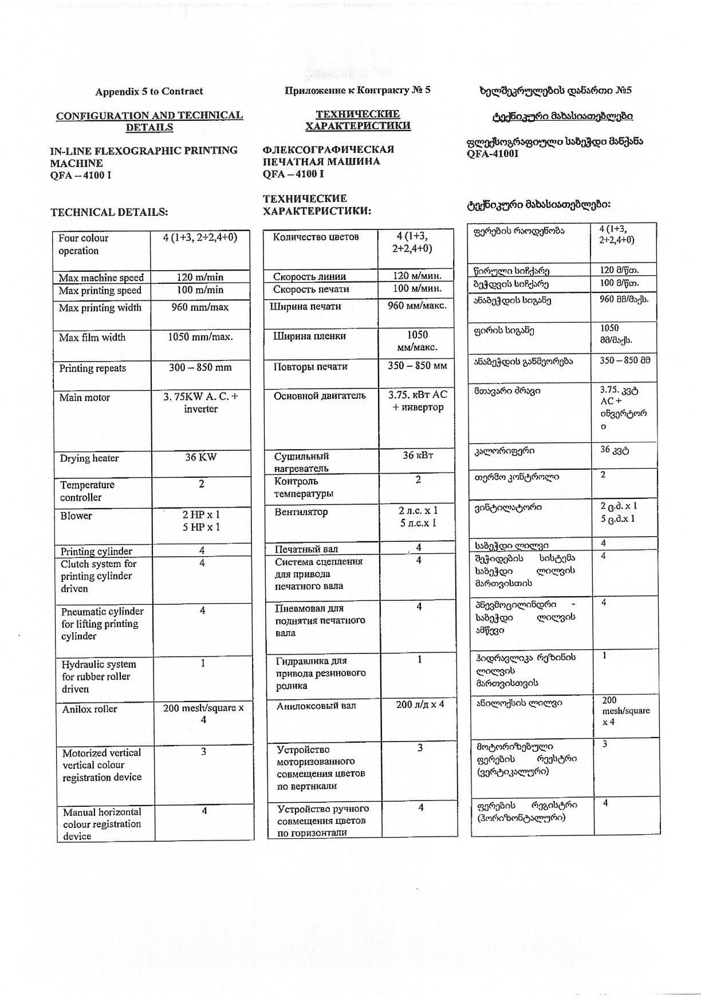 Appendix 5 to Contract
CONFIGURATION AND TECHNICAL
DETAILS
IN-LINE FLEXOGRAPHIC PRINTING
MACHINE
QFA – 4100 I
TECHNICAL DETAILS:
Four colour 4 (1+3, 2+2,4+0)
operation
Max machine speed 120 m/min
Max printing speed 100 m/min
Max printing width 960 mm/max
Max film width 1050 mm/max.
Printing repeats 300 – 850 mm
Main motor 3. 75KW A. C. +
inverter
Drying heater 36 KW
Temperature 2
controller
Blower 2 HP x 1
5 HP x 1
Printing cylinder 4
Clutch system for 4
printing cylinder
driven
Pneumatic cylinder 4
for lifting printing
cylinder
Hydraulic system 1
for rubber roller
driven
Anilox roller 200 mesh/square x
4
Motorized vertical 3
vertical colour
registration device
Manual horizontal 4
colour registration
device
Приложение к Контракту № 5
ТЕХНИЧЕСКИЕ
ХАРАКТЕРИСТИКИ
ФЛЕКСОГРАФИЧЕСКАЯ
ПЕЧАТНАЯ МАШИНА
QFA – 4100 I
ТЕХНИЧЕСКИЕ
ХАРАКТЕРИСТИКИ:
Количество цветов 4 (1+3,
2+2,4+0)
Скорость линии 120 м/мин.
Скорость печати 100 м/мин.
Ширина печати 960 мм/макс.
Ширина пленки 1050
мм/макс.
Повторы печати 350 – 850 мм
Основной двигатель 3.75. кВт AC
+ инвертор
Сушильный 36 кВт
нагреватель
Контроль 2
температуры
Вентилятор 2 л.с. x 1
5 л.с.x 1
Печатный вал 4
Система сцепления 4
для привода
печатного вала
Пневмовал для 4
поднятия печатного
вала
Гидравлика для 1
привода резинового
ролика
Анилоксовый вал 200 л/д x 4
Устройство 3
моторизованного
совмещения цветов
по вертикали
Устройство ручного 4
совмещения цветов
по горизонтали
ხელშეკრულების დანართი №5
ტექნიკური მახასიათებლები
ფლექსოგრაფიული საბეჭდი მანქანა
QFA-4100I
ტექნიკური მახასიათებლები:
ფერების რაოდენობა 4 (1+3,
2+2,4+0)
წირული სიჩქარე 120 მ/წთ.
ბეჭდვის სიჩქარე 100 მ/წთ.
ანაბეჭდის სიგანე 960 მმ/მაქს.
ფირის სიგანე 1050
მმ/მაქს.
ანაბეჭდის განმეორება 350 – 850 მმ
მთავარი ძრავი 3.75. კვტ
AC +
ინვერტორ
ი
კალორიფერი 36 კვტ
თერმო კონტროლი 2
ვინტილატორი 2 ც.ძ. x 1
5 ც.ძ.x 1
საბეჭდი ლილვი 4
შეჭიდების სისტემა 4
საბეჭდი ლილვის
მართვისთის
პნევმოცილინდრი - 4
საბეჭდი ლილვის
ამწევი
ჰიდრავლიკა რეზინის 1
ლილვის
მართვისთვის
ანილოქსის ლილვი 200
mesh/square
x 4
მოტორიზებული 3
ფერების რეესტრი
(ვერტიკალური)
ფერების რეგისტრი 4
(ჰორიზონტალური)